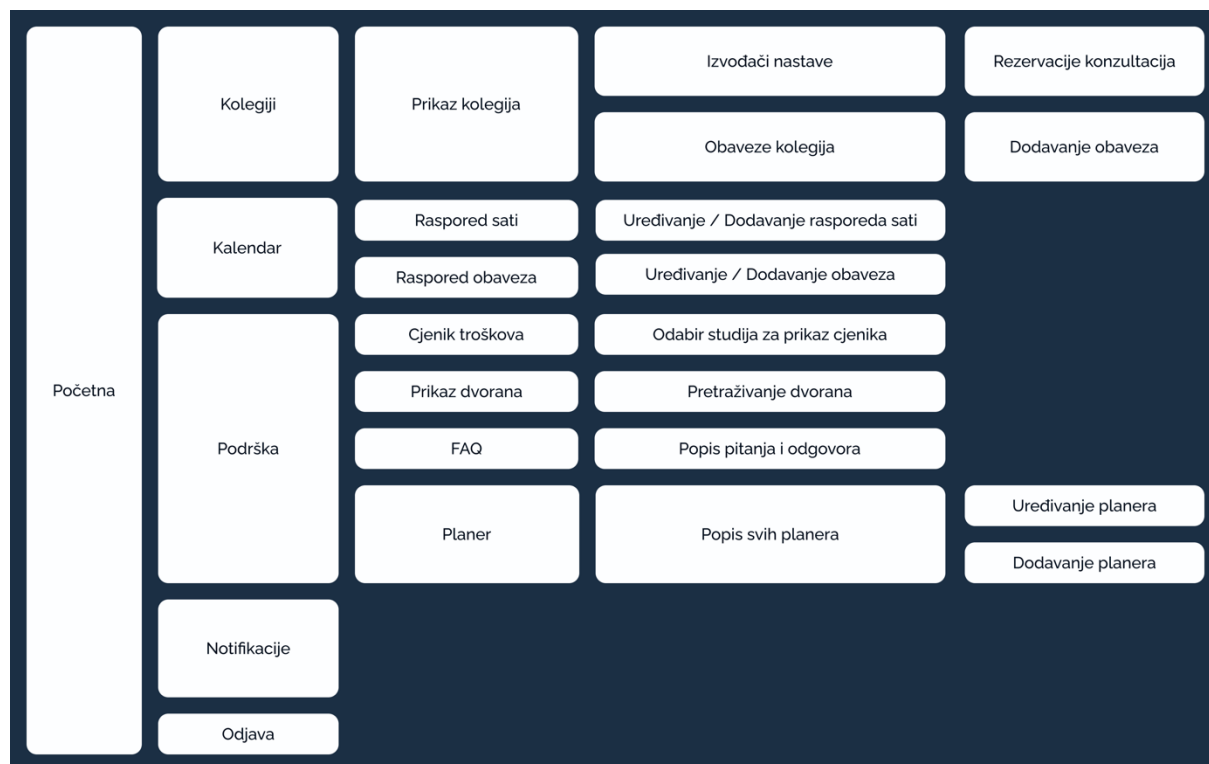 Početna
Kolegiji
Prikaz kolegija
Izvođači nastave
Rezervacije konzultacija
Obaveze kolegija
Dodavanje obaveza
Kalendar
Raspored sati
Uređivanje / Dodavanje rasporeda sati
Raspored obaveza
Uređivanje / Dodavanje obaveza
Podrška
Cjenik troškova
Odabir studija za prikaz cjenika
Prikaz dvorana
Pretraživanje dvorana
FAQ
Popis pitanja i odgovora
Planer
Popis svih planera
Uređivanje planera
Dodavanje planera
Notifikacije
Odjava